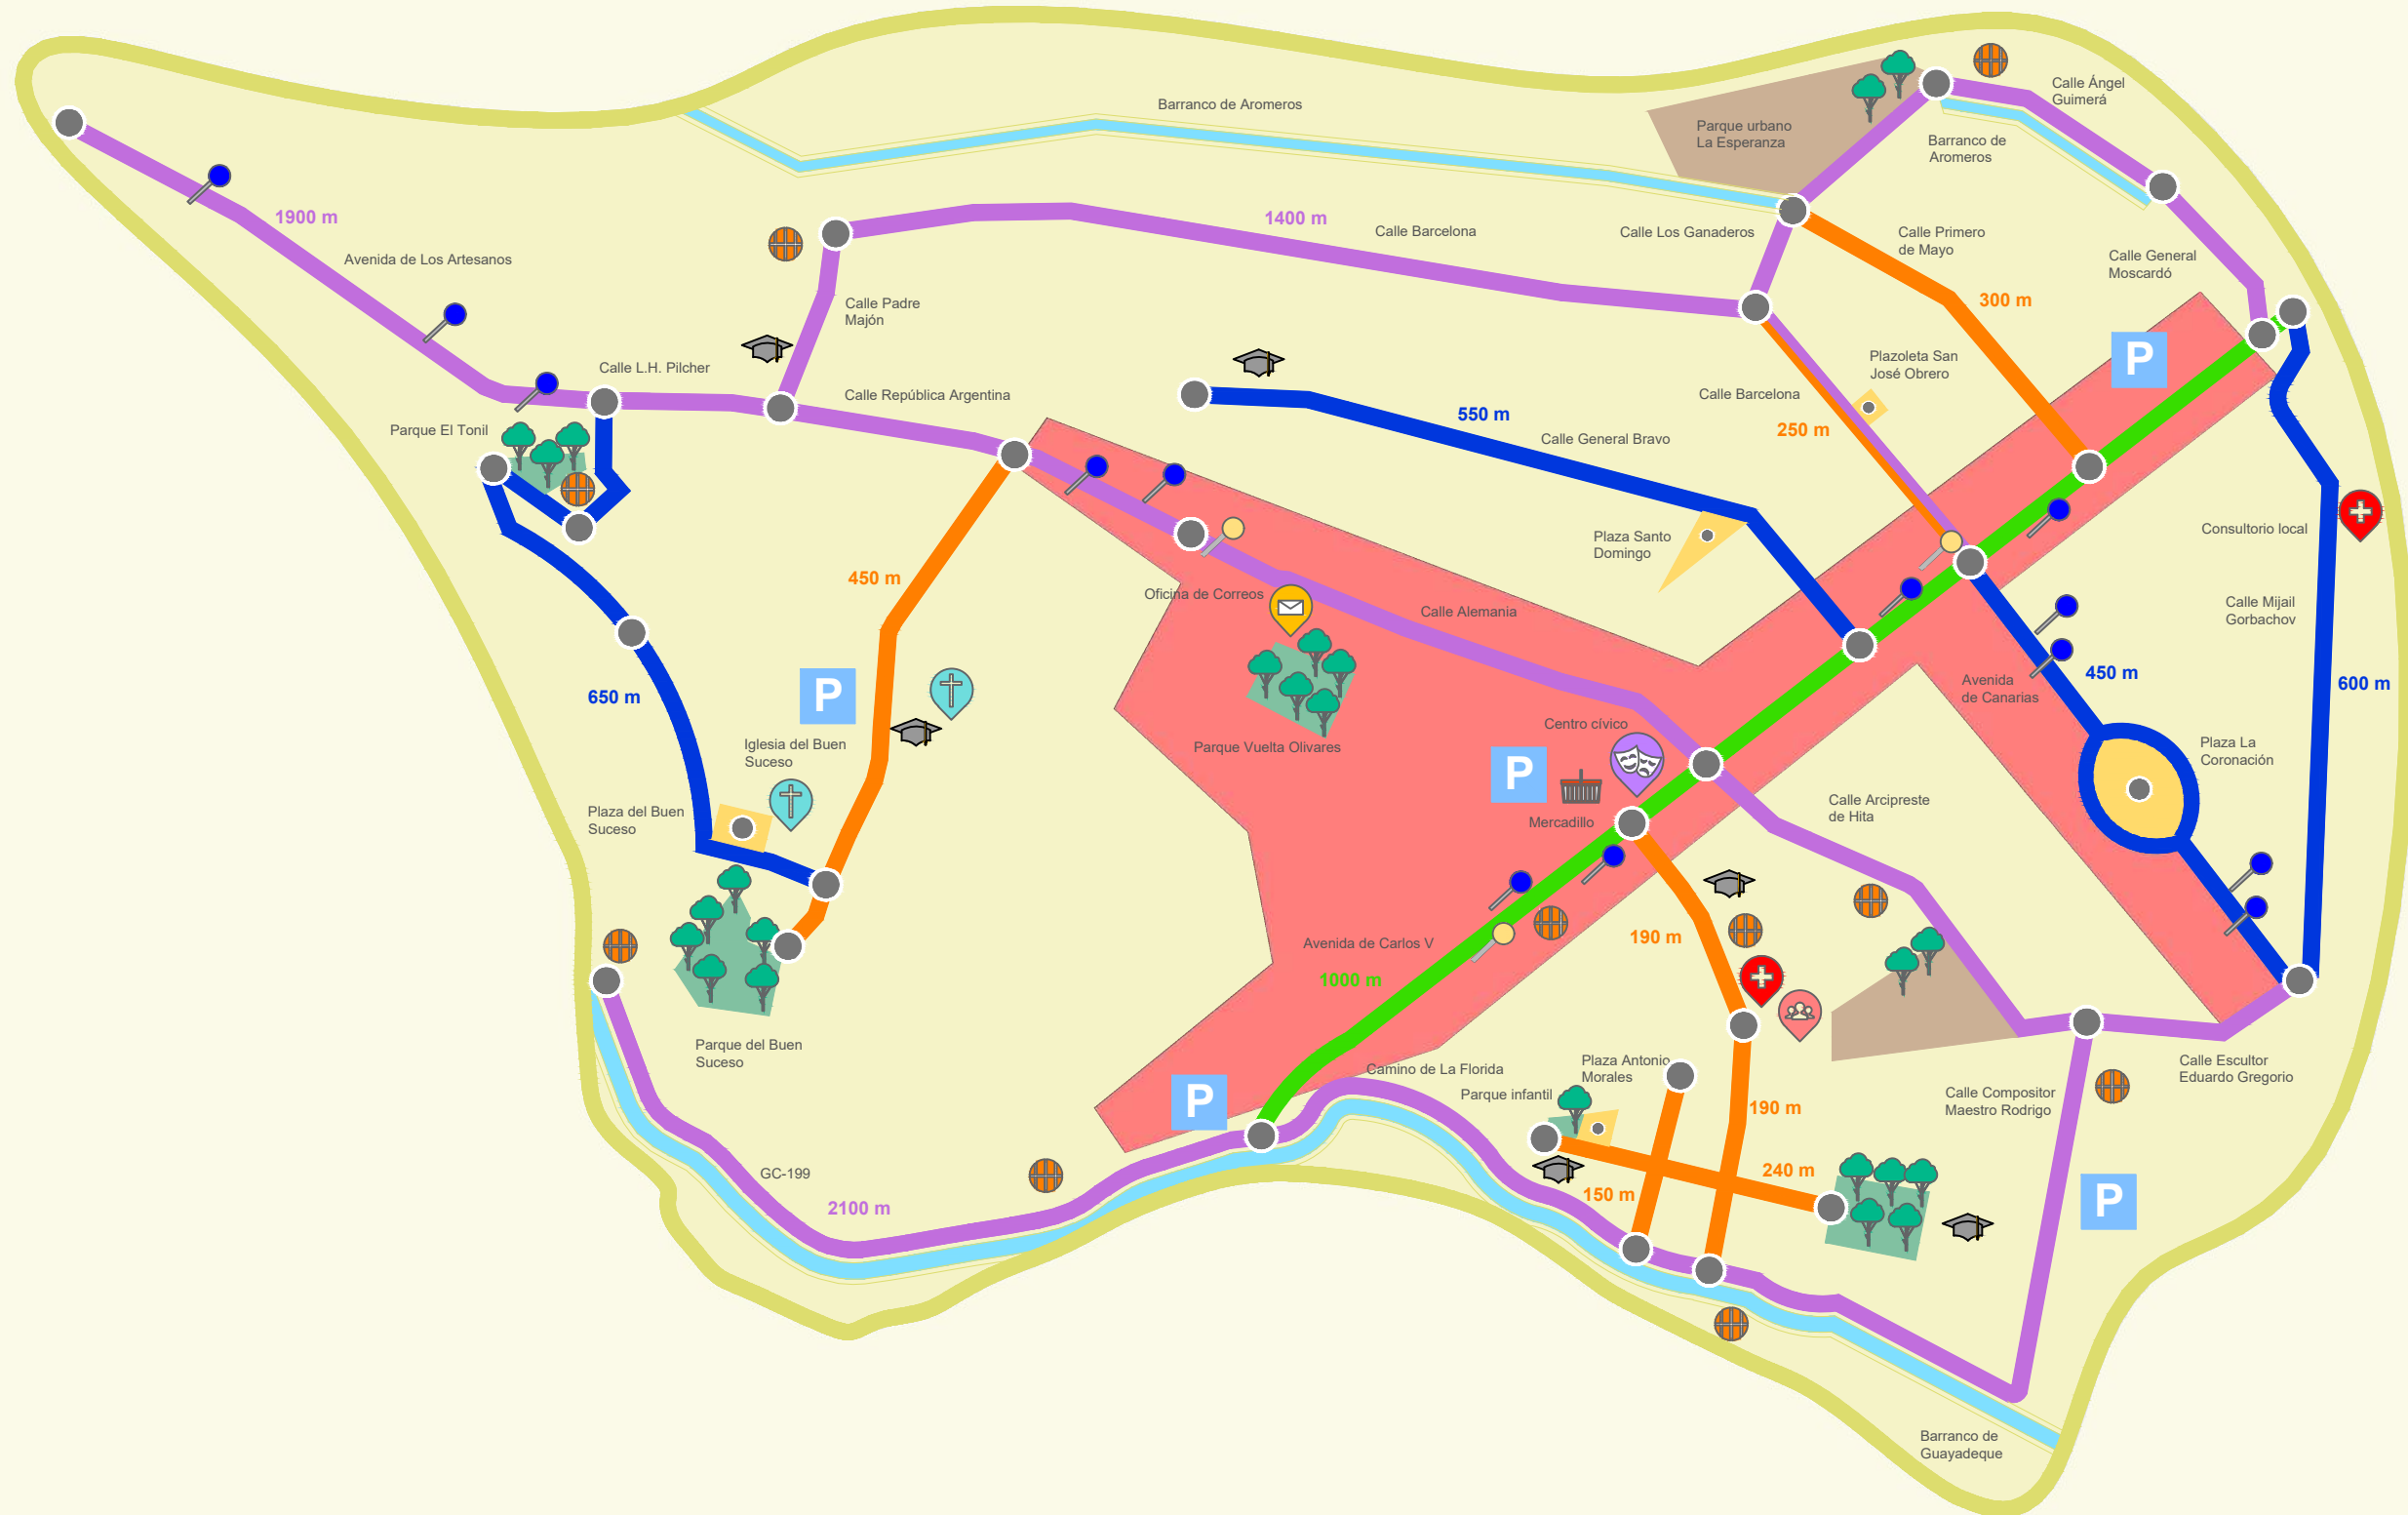 Barranco de Aromeros
Calle Ángel
Guimerá
Parque urbano
La Esperanza
Barranco de
Aromeros
1900 m
1400 m
Calle Barcelona
Calle Los Ganaderos
Calle Primero
de Mayo
Avenida de Los Artesanos
Calle General
Moscardó
Calle Padre
Majón
300 m
P
Calle L.H. Pilcher
Plazoleta San
José Obrero
Calle República Argentina
Calle Barcelona
550 m
Parque El Tonil
250 m
Calle General Bravo
Plaza Santo
Domingo
Consultorio local
450 m
Oficina de Correos
Calle Alemania
Calle Mijail
Gorbachov
650 m
P
Avenida
de Canarias
450 m
600 m
Iglesia del Buen
Suceso
Parque Vuelta Olivares
Centro cívico
Plaza La
Coronación
P
Plaza del Buen
Suceso
Mercadillo
Calle Arcipreste
de Hita
Avenida de Carlos V
190 m
1000 m
Parque del Buen
Suceso
Camino de La Florida
Plaza Antonio
Morales
Calle Escultor
Eduardo Gregorio
P
Parque infantil
Calle Compositor
Maestro Rodrigo
190 m
GC-199
240 m
150 m
P
2100 m
Barranco de
Guayadeque